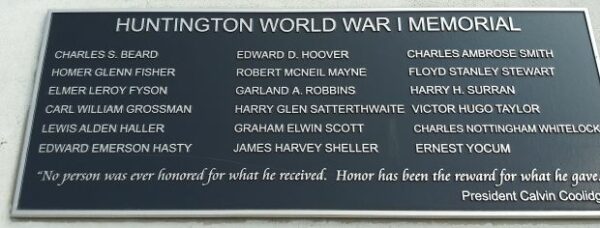 HUNTINGTON WORLD WAR I MEMORIAL
CHARLES S. BEARD EDWARD D. HOOVER CHARLES AMBROSE SMITH
HOMER GLENN FISHER ROBERT MCNEIL MAYNE FLOYD STANLEY STEWART
ELMER LEROY FYSON GARLAND A. ROBBINS HARRY H. SURRAN
CARL WILLIAM GROSSMAN HARRY GLEN SATTERTHWAITE VICTOR HUGO TAYLOR
LEWIS ALDEN HALLER GRAHAM ELWIN SCOTT CHARLES NOTTINGHAM WHITELOCK
EDWARD EMERSON HASTY JAMES HARVEY SHELLER ERNEST YOCUM
"No person was ever honored for what he received. Honor has been the reward for what he gave.
President Calvin Coolidg